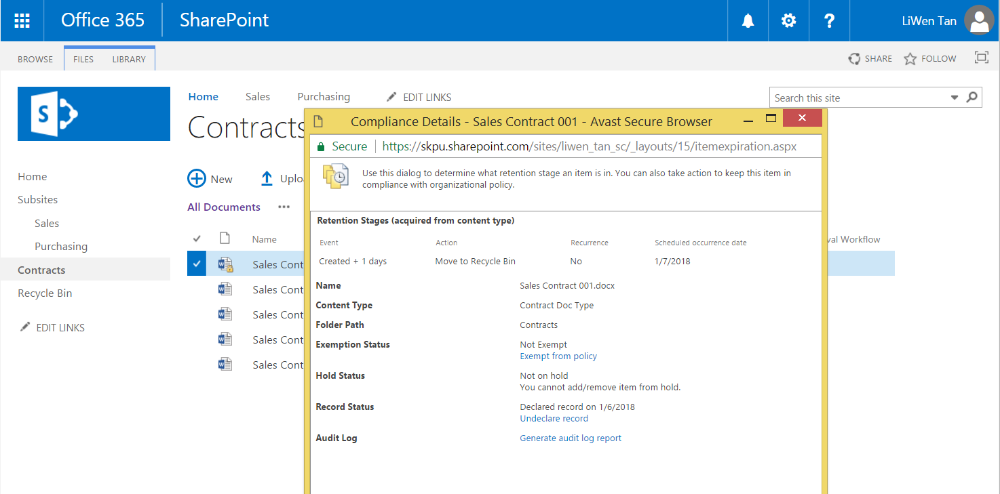 Office 365
SharePoint
?
LiWen Tan
BROWSE
FILES
LIBRARY
SHARE
FOLLOW
S
Home
Sales
Purchasing
EDIT LINKS
Search this site
Contracts
Home
Subsites
Sales
Purchasing
Contracts
Recycle Bin
EDIT LINKS
New
Uplo
All Documents
...
Name
val Workflow
Sales Cont
Sales Cont
Sales Cont
Sales Cont
Sales Cont
Compliance Details - Sales Contract 001 - Avast Secure Browser
Secure
https://skpu.sharepoint.com/sites/liwen_tan_sc/_layouts/15/itemexpiration.aspx
Use this dialog to determine what retention stage an item is in. You can also take action to keep this item in
compliance with organizational policy.
Retention Stages (acquired from content type)
Event Action Recurrence Scheduled occurrence date
Created + 1 days Move to Recycle Bin No 1/7/2018
Name Sales Contract 001.docx
Content Type Contract Doc Type
Folder Path Contracts
Exemption Status Not Exempt
Exempt from policy
Hold Status Not on hold
You cannot add/remove item from hold.
Record Status Declared record on 1/6/2018
Undeclare record
Audit Log Generate audit log report